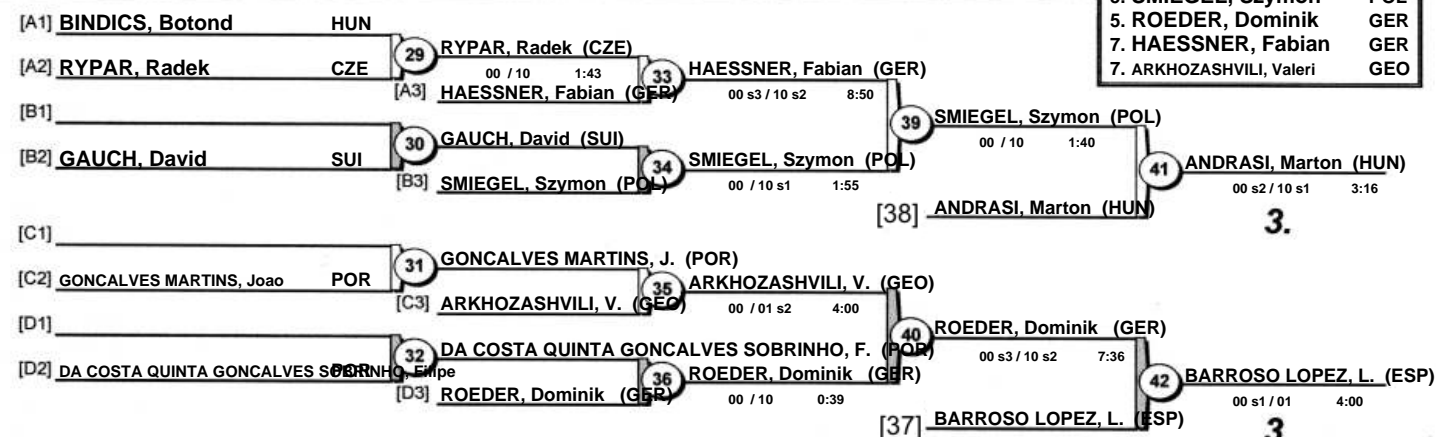 3. SMIEGEL, Szymon POL
5. ROEDER, Dominik GER
7. HAESSNER, Fabian GER
7. ARKHOZASHVILI, Valeri GEO
[A1] BINDICS, Botond HUN
29 RYPAR, Radek (CZE)
[A2] RYPAR, Radek CZE
00 / 10 1:43
33 HAESSNER, Fabian (GER)
[A3] HAESSNER, Fabian (GER)
00 s3 / 10 s2 8:50
[B1]
39 SMIEGEL, Szymon (POL)
30 GAUCH, David (SUI)
00 / 10 1:40
[B2] GAUCH, David SUI
34 SMIEGEL, Szymon (POL)
41 ANDRASI, Marton (HUN)
[B3] SMIEGEL, Szymon (POL)
00 / 10 s1 1:55
00 s2 / 10 s1 3:16
[38] ANDRASI, Marton (HUN)
3.
[C1]
31 GONCALVES MARTINS, J. (POR)
[C2] GONCALVES MARTINS, Joao POR
35 ARKHOZASHVILI, V. (GEO)
[C3] ARKHOZASHVILI, V. (GEO)
00 / 01 s2 4:00
[D1]
40 ROEDER, Dominik (GER)
32 DA COSTA QUINTA GONCALVES SOBRINHO, F. (POR)
00 s3 / 10 s2 7:36
[D2] DA COSTA QUINTA GONCALVES SOBRINHO, Filipe POR
36 ROEDER, Dominik (GER)
42 BARROSO LOPEZ, L. (ESP)
[D3] ROEDER, Dominik (GER)
00 / 10 0:39
00 s1 / 01 4:00
[37] BARROSO LOPEZ, L. (ESP)
3